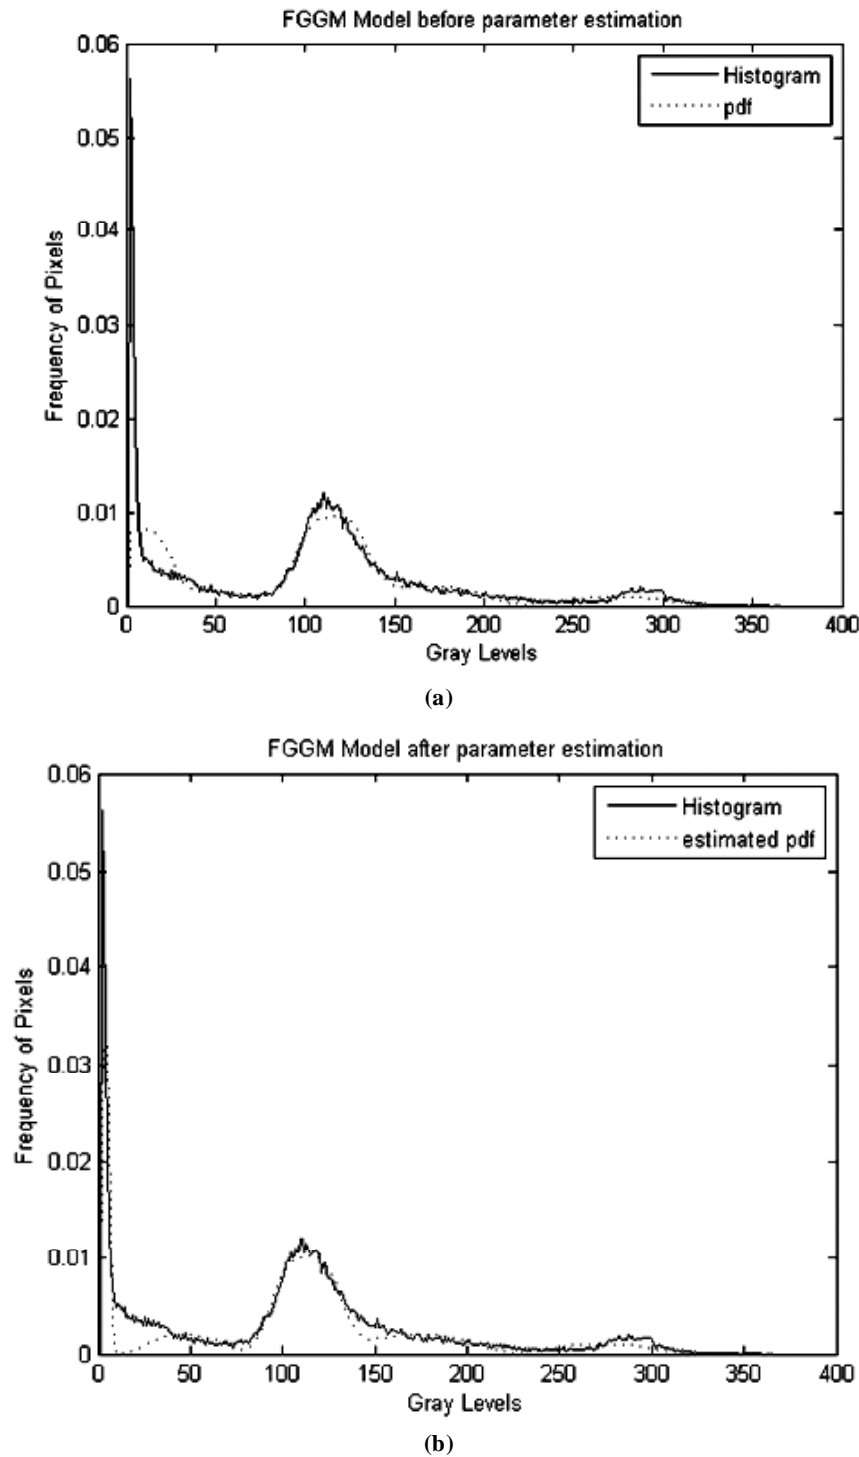 FGGM Model before parameter estimation
Histogram
pdf
Frequency of Pixels
0.06
0.05
0.04
0.03
0.02
0.01
0
0 50 100 150 200 250 300 350 400
Gray Levels
(a)
FGGM Model after parameter estimation
Histogram
estimated pdf
Frequency of Pixels
0.06
0.05
0.04
0.03
0.02
0.01
0
0 50 100 150 200 250 300 350 400
Gray Levels
(b)